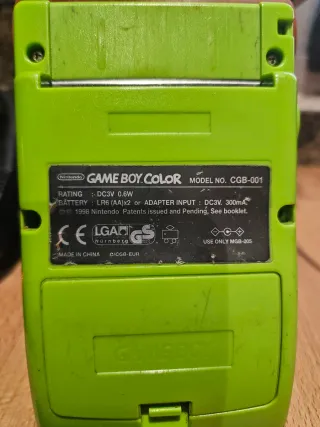 Nintendo GAME BOY COLOR MODEL NO. CGB-001
RATING : DC3V 0.6W
BATTERY : LR6 (AA)x2 or ADAPTER INPUT : DC3V. 300mA
1998 Nintendo Patents issued and Pending, See booklet.
CE LGA GS
nürnberg
USE ONLY MGB-005
MADE IN CHINA